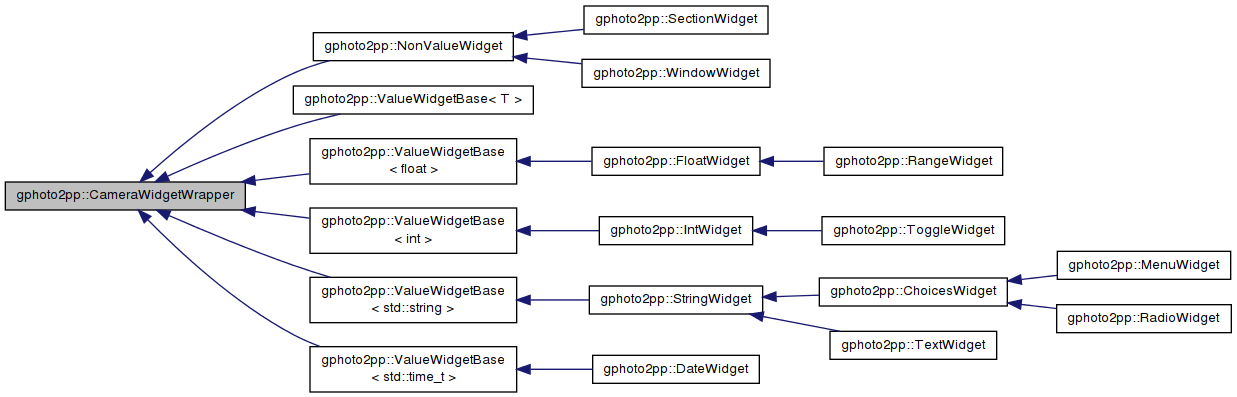 gphoto2pp::CameraWidgetWrapper
gphoto2pp::NonValueWidget
gphoto2pp::SectionWidget
gphoto2pp::WindowWidget
gphoto2pp::ValueWidgetBase< T >
gphoto2pp::ValueWidgetBase
< float >
gphoto2pp::FloatWidget
gphoto2pp::RangeWidget
gphoto2pp::ValueWidgetBase
< int >
gphoto2pp::IntWidget
gphoto2pp::ToggleWidget
gphoto2pp::ValueWidgetBase
< std::string >
gphoto2pp::StringWidget
gphoto2pp::ChoicesWidget
gphoto2pp::MenuWidget
gphoto2pp::RadioWidget
gphoto2pp::TextWidget
gphoto2pp::ValueWidgetBase
< std::time_t >
gphoto2pp::DateWidget